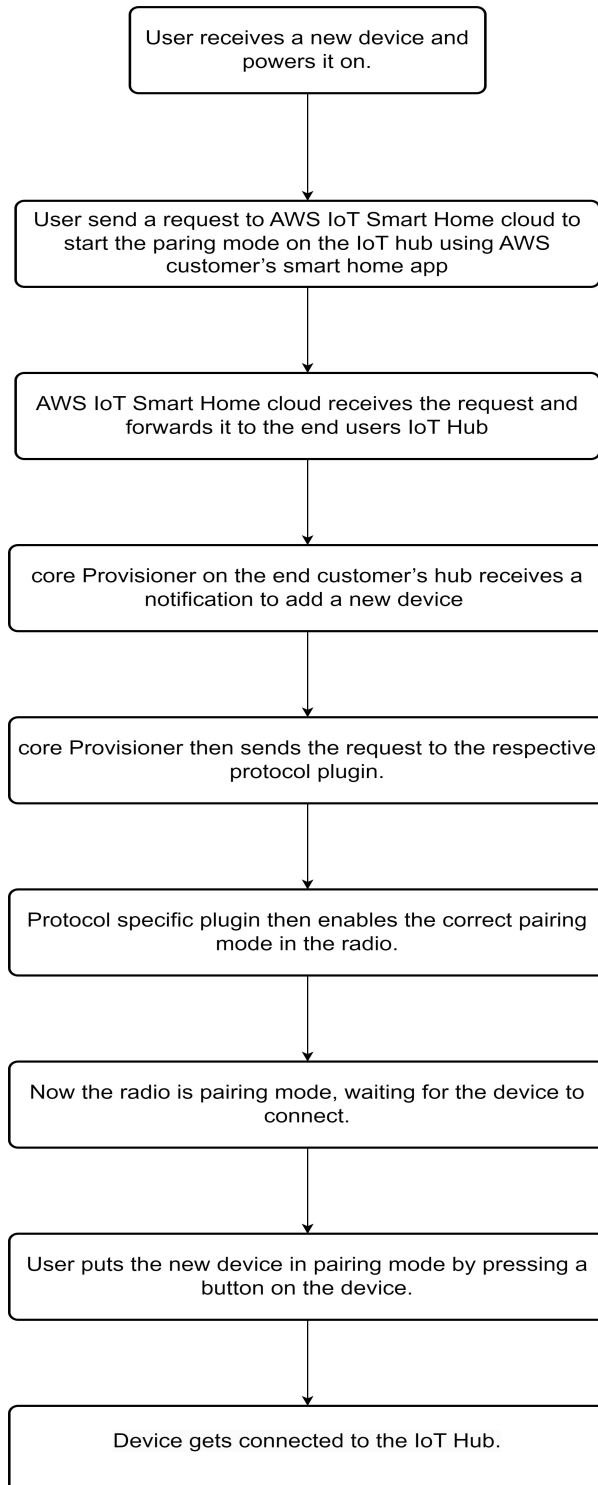 User receives a new device and
powers it on.
User send a request to AWS IoT Smart Home cloud to
start the paring mode on the IoT hub using AWS
customer’s smart home app
AWS IoT Smart Home cloud receives the request and
forwards it to the end users IoT Hub
core Provisioner on the end customer’s hub receives a
notification to add a new device
core Provisioner then sends the request to the respective
protocol plugin.
Protocol specific plugin then enables the correct pairing
mode in the radio.
Now the radio is pairing mode, waiting for the device to
connect.
User puts the new device in pairing mode by pressing a
button on the device.
Device gets connected to the IoT Hub.